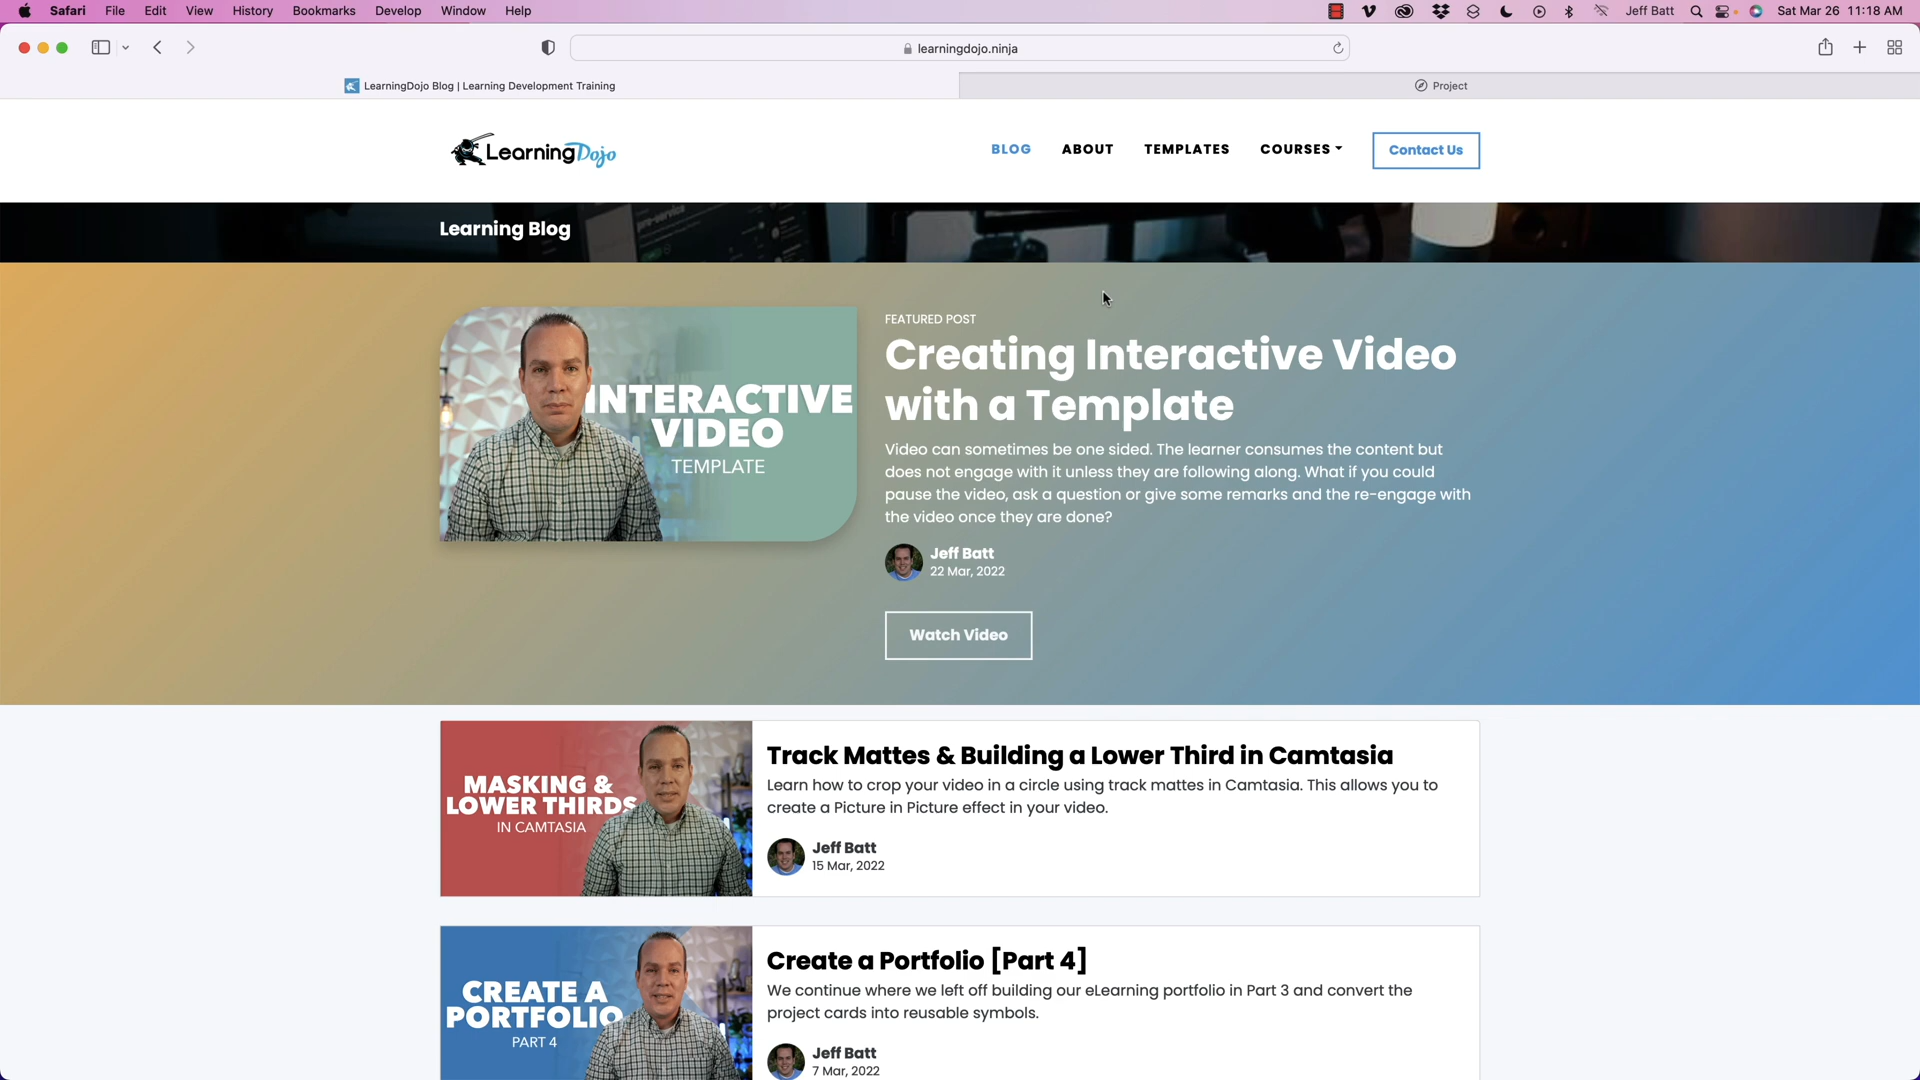 Safari File Edit View History Bookmarks Develop Window Help Jeff Batt Sat Mar 26 11:18 AM
learningdojo.ninja
LearningDojo Blog | Learning Development Training
Project
LearningDojo
BLOG ABOUT TEMPLATES COURSES Contact Us
Learning Blog
INTERACTIVE
VIDEO
TEMPLATE
FEATURED POST
Creating Interactive Video
with a Template
Video can sometimes be one sided. The learner consumes the content but
does not engage with it unless they are following along. What if you could
pause the video, ask a question or give some remarks and the re-engage with
the video once they are done?
Jeff Batt
22 Mar, 2022
Watch Video
MASKING &
LOWER THIRDS
IN CAMTASIA
Track Mattes & Building a Lower Third in Camtasia
Learn how to crop your video in a circle using track mattes in Camtasia. This allows you to
create a Picture in Picture effect in your video.
Jeff Batt
15 Mar, 2022
CREATE A
PORTFOLIO
PART 4
Create a Portfolio [Part 4]
We continue where we left off building our eLearning portfolio in Part 3 and convert the
project cards into reusable symbols.
Jeff Batt
7 Mar, 2022